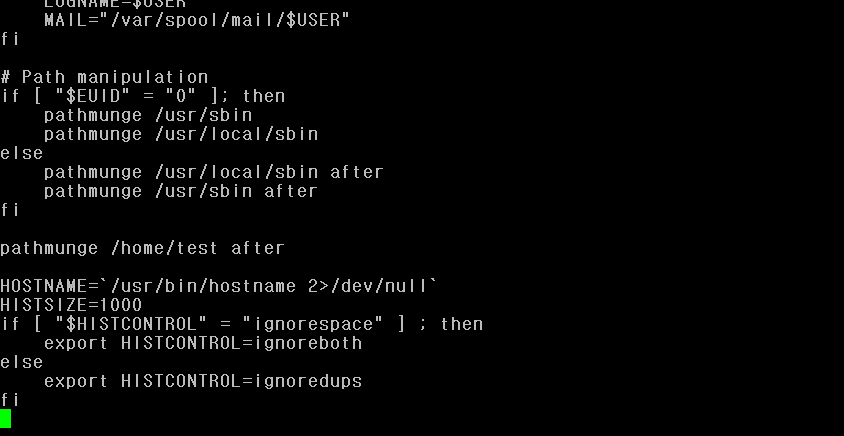 LOGNAME=$USER
MAIL="/var/spool/mail/$USER"
fi
# Path manipulation
if [ "$EUID" = "0" ]; then
pathmunge /usr/sbin
pathmunge /usr/local/sbin
else
pathmunge /usr/local/sbin after
pathmunge /usr/sbin after
fi
pathmunge /home/test after
HOSTNAME=`/usr/bin/hostname 2>/dev/null`
HISTSIZE=1000
if [ "$HISTCONTROL" = "ignorespace" ] ; then
export HISTCONTROL=ignoreboth
else
export HISTCONTROL=ignoredups
fi